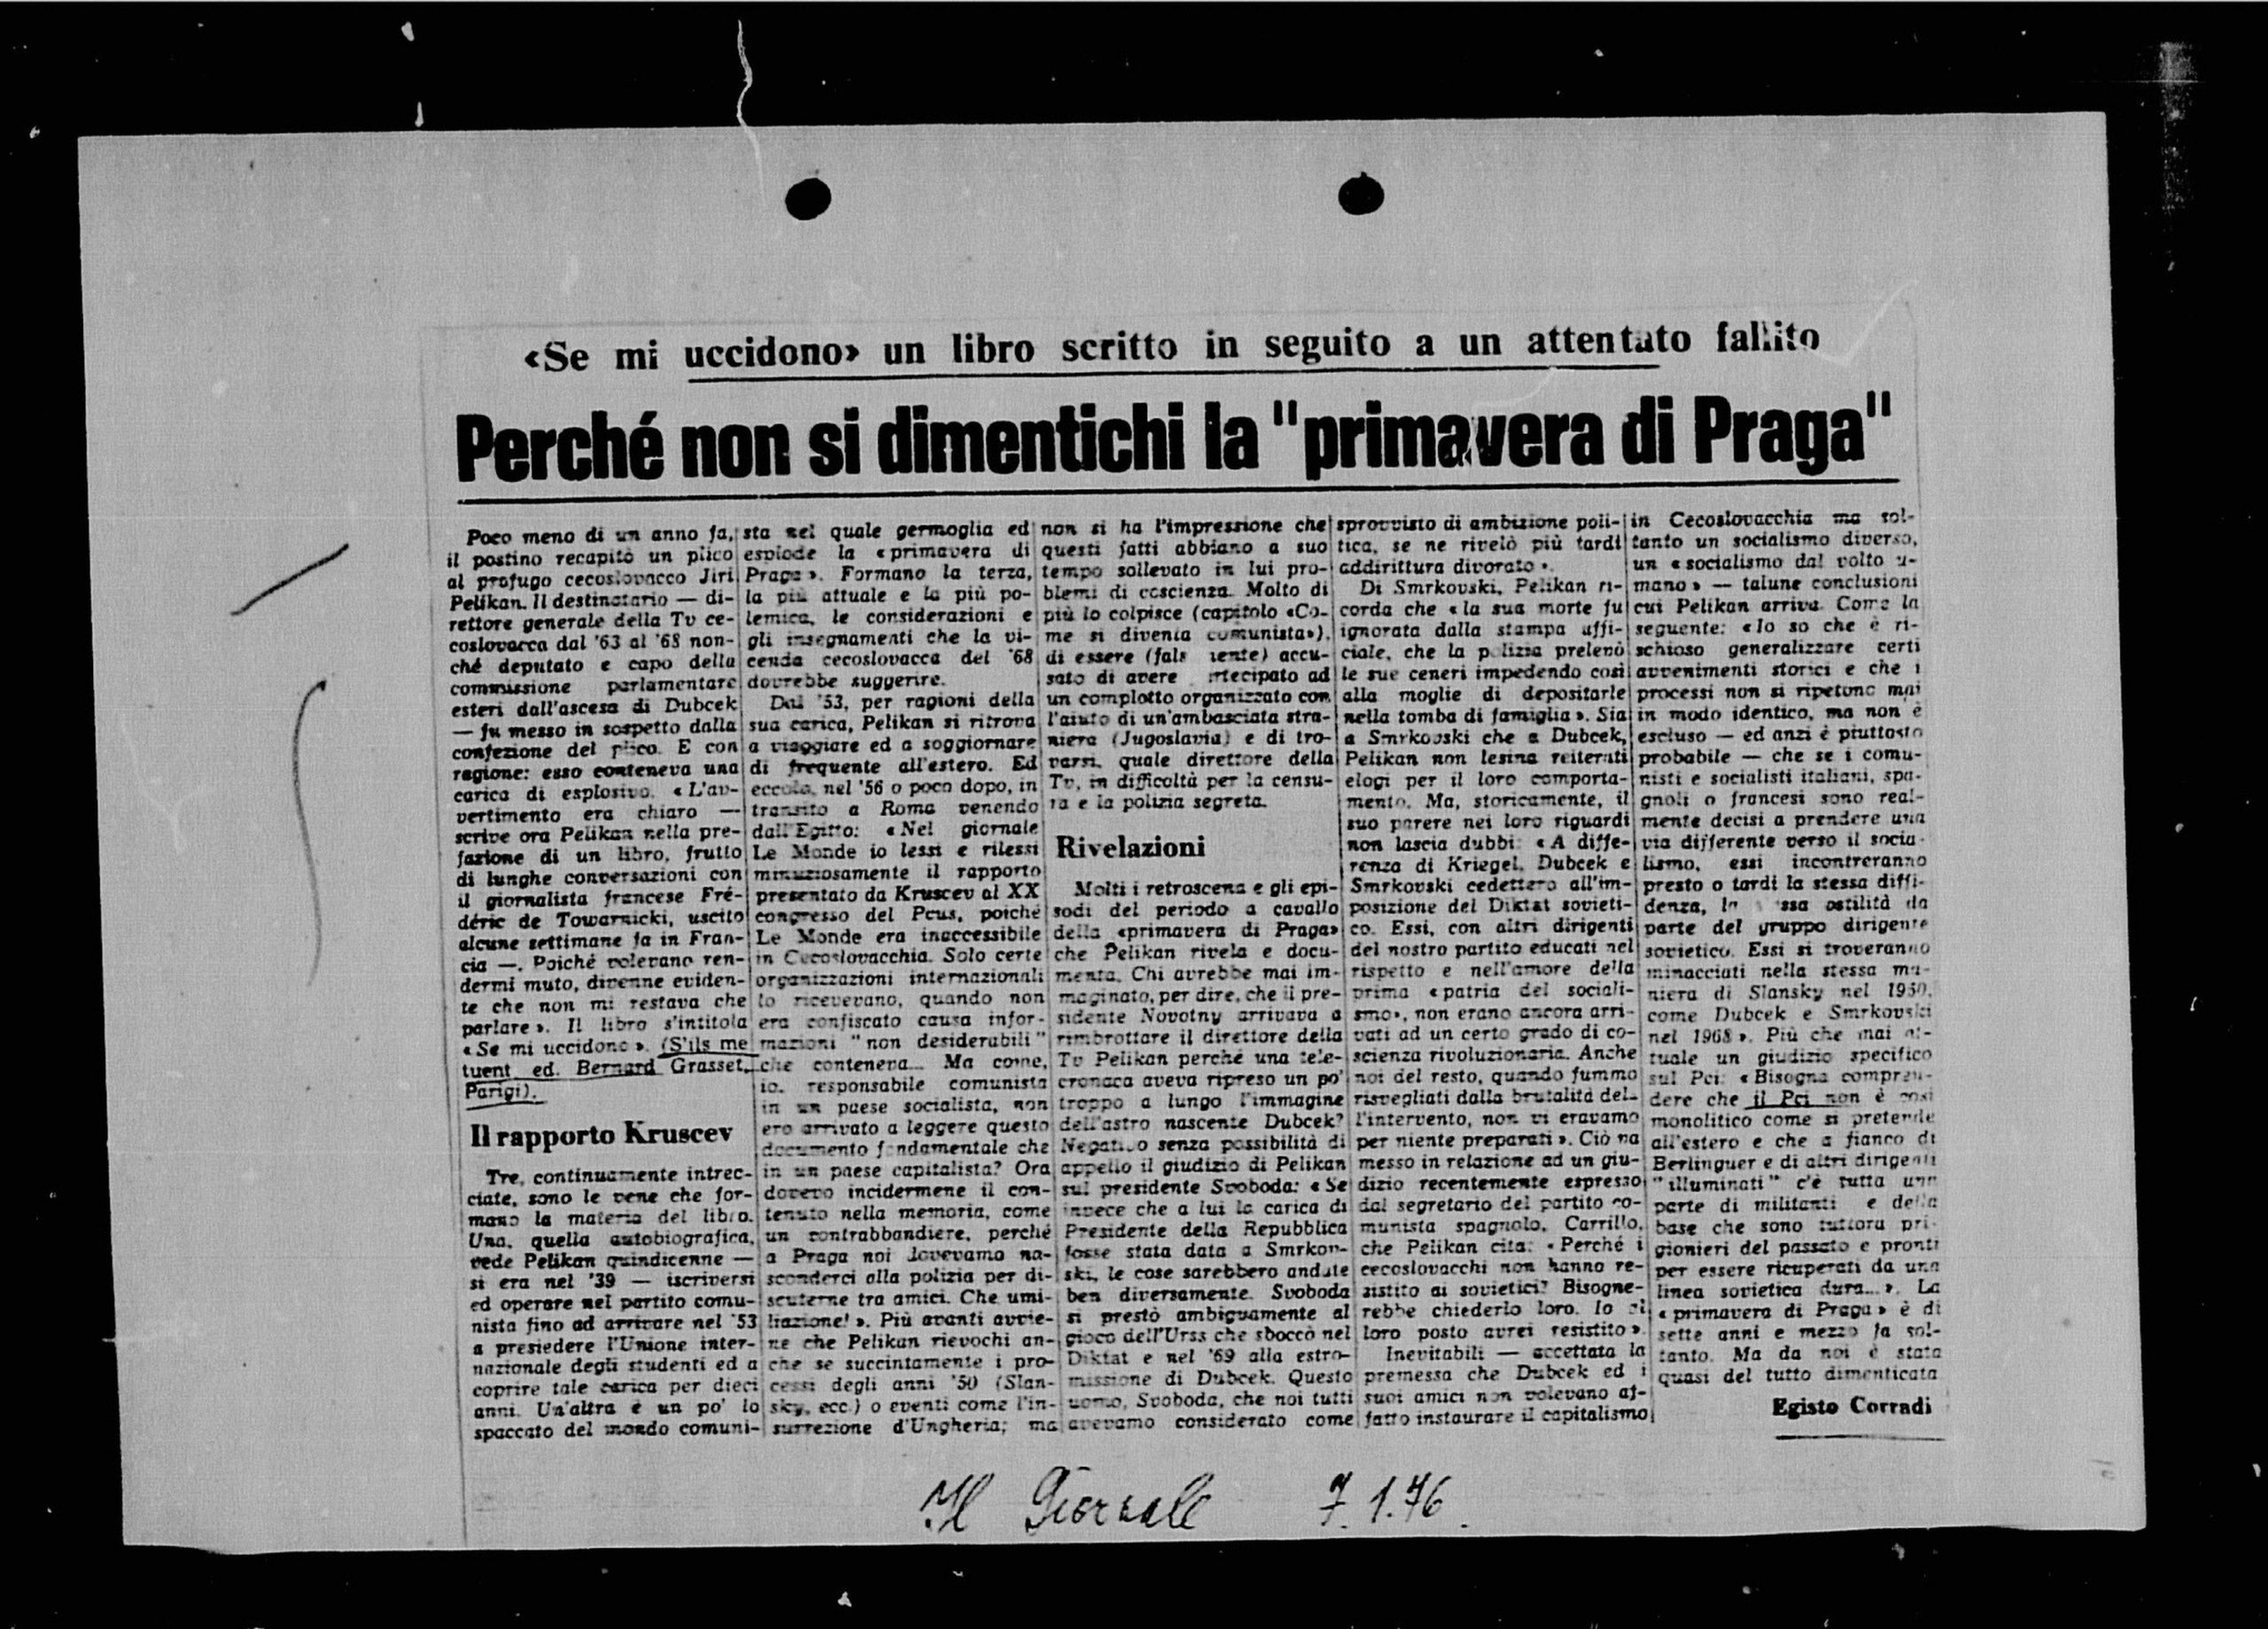 «Se mi uccidono» un libro scritto in seguito a un attentato fallito
Perché non si dimentichi la "primavera di Praga"
Poco meno di un anno fa,
il postino recapitò un plico
al profugo cecoslovacco Jiri
Pelikan. Il destinatario — di-
rettore generale della Tv ce-
coslovacca dal '63 al '68 non-
ché deputato e capo della
commissione parlamentare
esteri dall'ascesa di Dubcek
— fu messo in sospetto dalla
confezione del plico. E con
ragione: esso conteneva una
carica di esplosivo. «L'av-
vertimento era chiaro —
scrive ora Pelikan nella pre-
fazione di un libro, frutto
di lunghe conversazioni con
il giornalista francese Fré-
déric de Towarnicki, uscito
alcune settimane fa in Fran-
cia —. Poiché volevano ren-
dermi muto, divenne eviden-
te che non mi restava che
parlare». Il libro s'intitola
«Se mi uccidono». (S'ils me
tuent ed. Bernard Grasset,
Parigi).
Il rapporto Kruscev
Tre, continuamente intrec-
ciate, sono le vene che for-
mano la materia del libro.
Una, quella autobiografica,
vede Pelikan quindicenne —
si era nel '39 — iscriversi
ed operare nel partito comu-
nista fino ad arrivare nel '53
a presiedere l'Unione inter-
nazionale degli studenti ed a
coprire tale carica per dieci
anni. Un'altra è un po' lo
spaccato del mondo comuni-
sta nel quale germoglia ed
esplode la «primavera di
Praga». Formano la terza,
la più attuale e la più po-
lemica, le considerazioni e
gli insegnamenti che la vi-
cenda cecoslovacca del '68
dovrebbe suggerire.
Dal '53, per ragioni della
sua carica, Pelikan si ritrova
a viaggiare ed a soggiornare
di frequente all'estero. Ed
eccolo, nel '56 o poco dopo, in
transito a Roma venendo
dall'Egitto: «Nel giornale
Le Monde io lessi e rilessi
minuziosamente il rapporto
presentato da Kruscev al XX
congresso del Pcus, poiché
Le Monde era inaccessibile
in Cecoslovacchia. Solo certe
organizzazioni internazionali
lo ricevevano, quando non
era confiscato causa infor-
mazioni "non desiderabili"
che conteneva... Ma come,
io, responsabile comunista
in un paese socialista, non
ero arrivato a leggere questo
documento fondamentale che
in un paese capitalista? Ora
dovevo incidermene il con-
tenuto nella memoria, come
un contrabbandiere, perché
a Praga noi dovevamo na-
sconderci alla polizia per di-
scuterne tra amici. Che umi-
liazione!». Più avanti avvie-
ne che Pelikan rievochi an-
che se succintamente i pro-
cessi degli anni '50 (Slan-
sky, ecc.) o eventi come l'in-
surrezione d'Ungheria; ma
non si ha l'impressione che
questi fatti abbiano a suo
tempo sollevato in lui pro-
blemi di coscienza. Molto di
più lo colpisce (capitolo «Co-
me si diventa comunista»),
di essere accu-
sato di avere ad
un complotto organizzato con
l'aiuto di un'ambasciata stra-
niera (Jugoslavia) e di tro-
varsi, quale direttore della
Tv, in difficoltà per la censu-
ra e la polizia segreta.
Rivelazioni
Molti i retroscena e gli epi-
sodi del periodo a cavallo
della «primavera di Praga»
che Pelikan rivela e docu-
menta. Chi avrebbe mai im-
maginato, per dire, che il pre-
sidente Novotny arrivava a
rimbrottare il direttore della
Tv Pelikan perché una tele-
cronaca aveva ripreso un po'
troppo a lungo l'immagine
dell'astro nascente Dubcek?
Negativo senza possibilità di
appello il giudizio di Pelikan
sul presidente Svoboda: «Se
invece che a lui la carica di
Presidente della Repubblica
fosse stata data a Smrkov-
ski, le cose sarebbero andate
ben diversamente. Svoboda
si prestò ambiguamente al
gioco dell'Urss che sboccò nel
Diktat e nel '69 alla estro-
missione di Dubcek. Questo
uomo, Svoboda, che noi tutti
avevamo considerato come
sprovvisto di ambizione poli-
tica, se ne rivelò più tardi
addirittura divorato».
Di Smrkovski, Pelikan ri-
corda che «la sua morte fu
ignorata dalla stampa uffi-
ciale, che la polizia prelevò
le sue ceneri impedendo così
alla moglie di depositarle
nella tomba di famiglia». Sia
a Smrkovski che a Dubcek,
Pelikan non lesina reiterati
elogi per il loro comporta-
mento. Ma, storicamente, il
suo parere nei loro riguardi
non lascia dubbi: «A diffe-
renza di Kriegel, Dubcek e
Smrkovski cedettero all'im-
posizione del Diktat sovieti-
co. Essi, con altri dirigenti
del nostro partito educati nel
rispetto e nell'amore della
prima «patria del sociali-
smo», non erano ancora arri-
vati ad un certo grado di co-
scienza rivoluzionaria. Anche
noi del resto, quando fummo
risvegliati dalla brutalità del-
l'intervento, non vi eravamo
per niente preparati». Ciò va
messo in relazione ad un giu-
dizio recentemente espresso
dal segretario del partito co-
munista spagnolo, Carrillo,
che Pelikan cita: «Perché i
cecoslovacchi non hanno re-
sistito ai sovietici? Bisogne-
rebbe chiederlo loro. Io al
loro posto avrei resistito».
Inevitabili — accettata la
premessa che Dubcek ed i
suoi amici non volevano af-
fatto instaurare il capitalismo
in Cecoslovacchia ma sol-
tanto un socialismo diverso,
un «socialismo dal volto u-
mano» — talune conclusioni
cui Pelikan arriva. Come la
seguente: «Io so che è ri-
schioso generalizzare certi
avvenimenti storici e che i
processi non si ripetono mai
in modo identico, ma non è
escluso — ed anzi è piuttosto
probabile — che se i comu-
nisti e socialisti italiani, spa-
gnoli o francesi sono real-
mente decisi a prendere una
via differente verso il socia-
lismo, essi incontreranno
presto o tardi la stessa diffi-
denza, ostilità da
parte del gruppo dirigente
sovietico. Essi si troveranno
minacciati nella stessa ma-
niera di Slansky nel 1950,
come Dubcek e Smrkovski
nel 1968». Più che mai at-
tuale un giudizio specifico
sul Pci: «Bisogna compren-
dere che il Pci non è così
monolitico come si pretende
all'estero e che a fianco di
Berlinguer e di altri dirigenti
"illuminati" c'è tutta una
parte di militanti e della
base che sono tuttora pri-
gionieri del passato e pronti
per essere ricuperati da una
linea sovietica dura...». La
«primavera di Praga» è di
sette anni e mezzo fa sol-
tanto. Ma da noi è stata
quasi del tutto dimenticata
Egisto Corradi
Il Giornale 7.1.76.